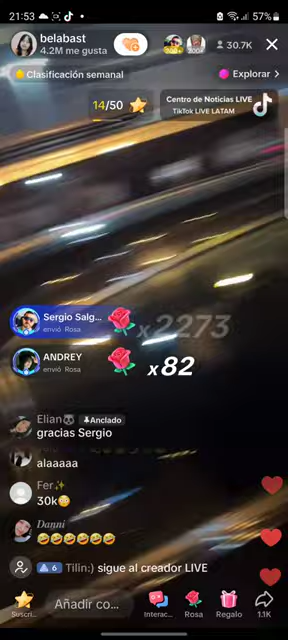 21:53
57%
belabast
4.2M me gusta
30.7K
Clasificación semanal
Explorar >
14/50
Centro de Noticias LIVE
TikTok LIVE LATAM
Sergio Salg...
envió Rosa
x2273
ANDREY
envió Rosa
x82
Elian Anclado
gracias Sergio
alaaaaa
Fer✨
30k😳
Danni
🤣🤣🤣🤣🤣🤣
6 Tilin:) sigue al creador LIVE
Suscri...
Añadir co...
Interac...
Rosa
Regalo
1.1K